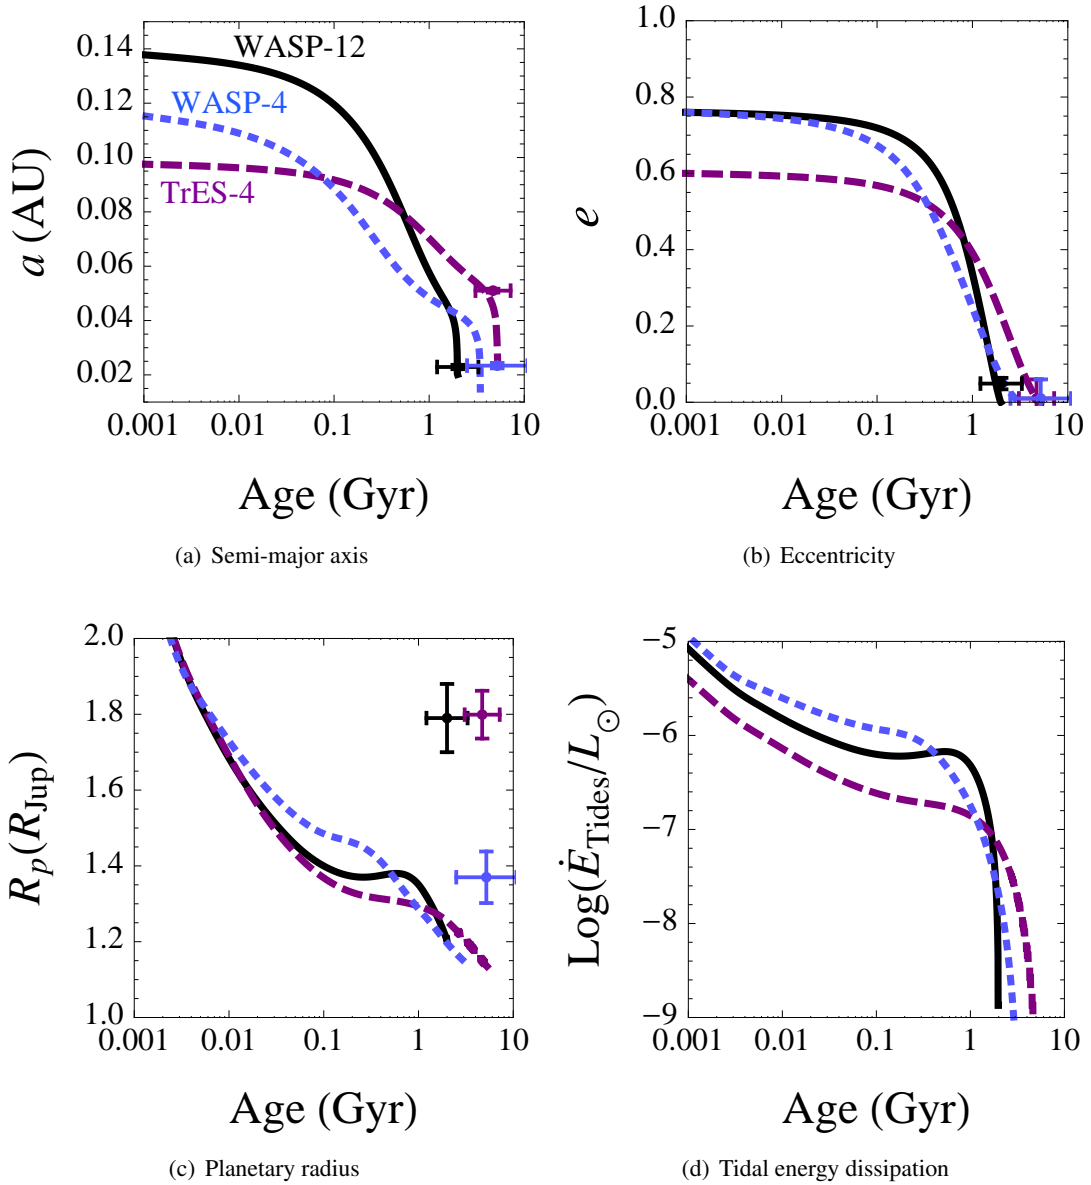 0.14
0.12
0.10
0.08
0.06
0.04
0.02
a (AU)
WASP-12
WASP-4
TrES-4
0.001 0.01 0.1 1 10
Age (Gyr)
(a) Semi-major axis
1.0
0.8
0.6
0.4
0.2
0.0
e
0.001 0.01 0.1 1 10
Age (Gyr)
(b) Eccentricity
2.0
1.8
1.6
1.4
1.2
1.0
R_p(R_Jup)
0.001 0.01 0.1 1 10
Age (Gyr)
(c) Planetary radius
−5
−6
−7
−8
−9
Log(Ė_Tides/L_⊙)
0.001 0.01 0.1 1 10
Age (Gyr)
(d) Tidal energy dissipation